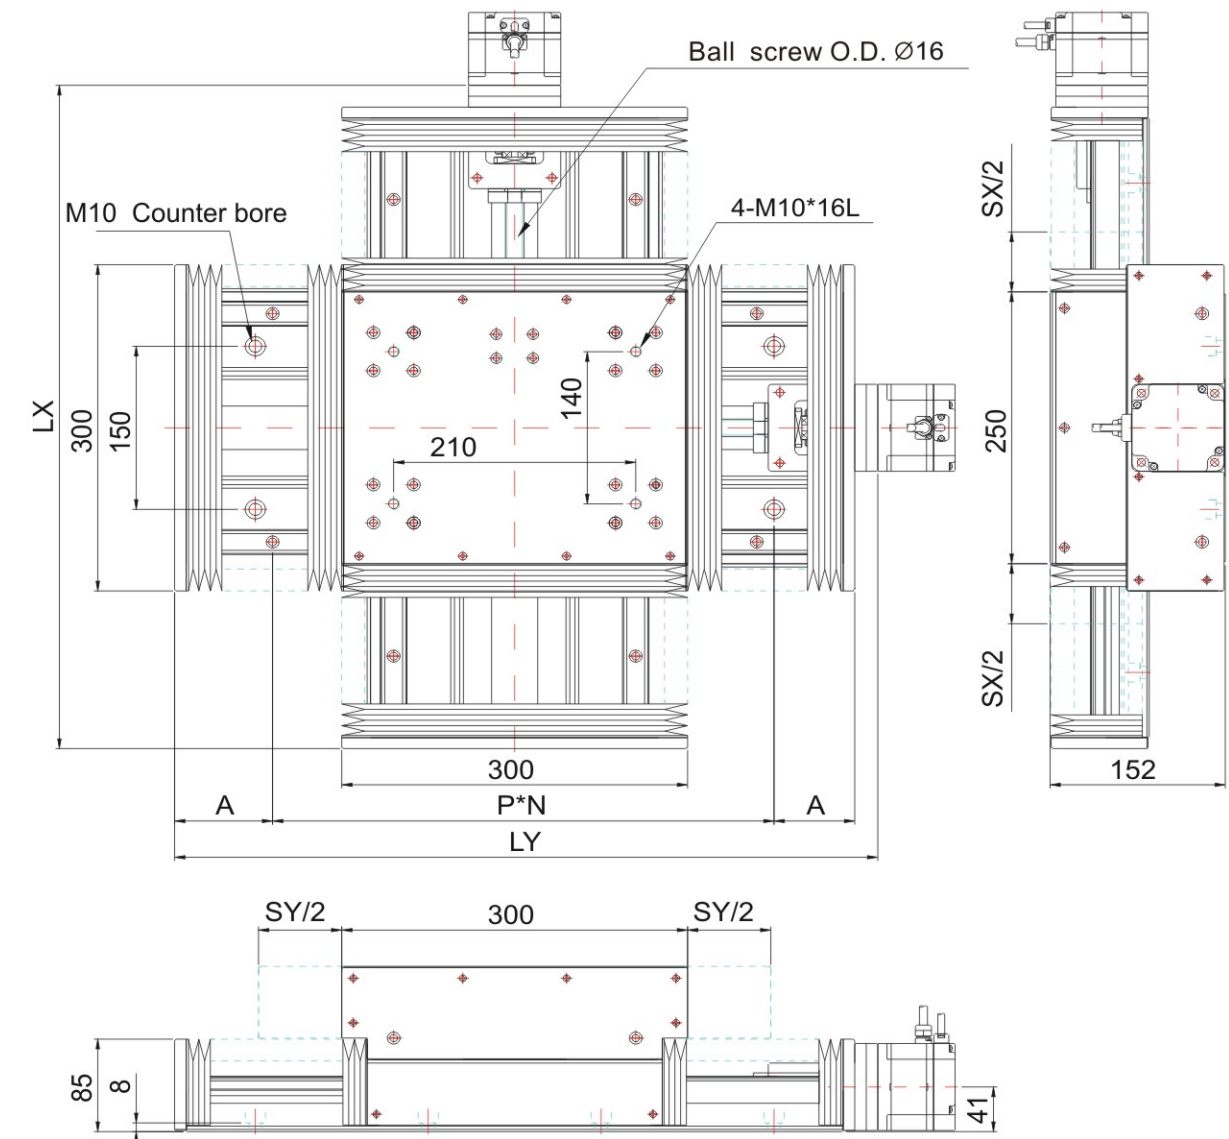 Ball screw O.D. Ø16
M10 Counter bore
4-M10*16L
SX/2
LX
300
150
140
210
250
SX/2
300
152
A
P*N
A
LY
SY/2
300
SY/2
85
8
41